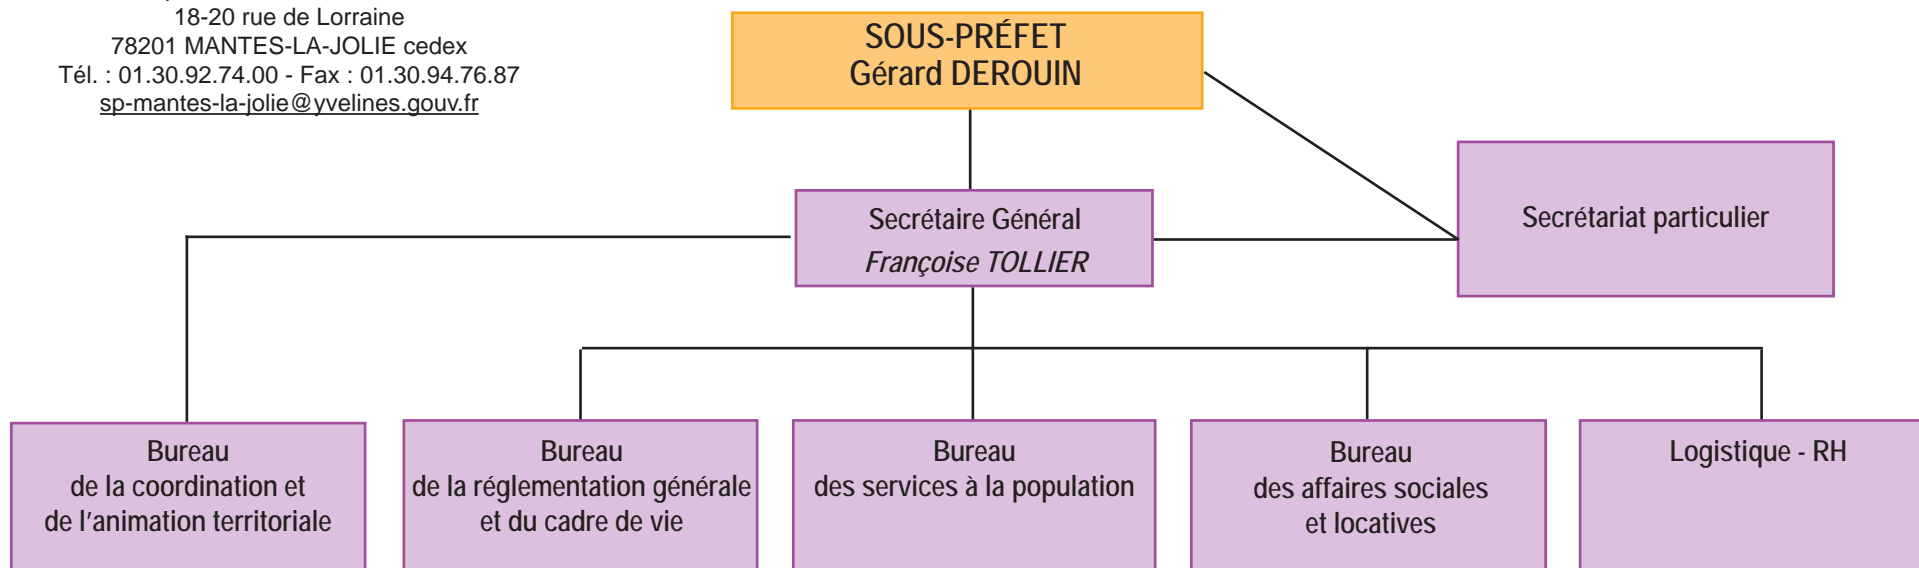 18-20 rue de Lorraine
78201 MANTES-LA-JOLIE cedex
Tél. : 01.30.92.74.00 - Fax : 01.30.94.76.87
sp-mantes-la-jolie@yvelines.gouv.fr
SOUS-PRÉFET
Gérard DEROUIN
Secrétaire Général
Françoise TOLLIER
Secrétariat particulier
Bureau
de la coordination et
de l'animation territoriale
Bureau
de la réglementation générale
et du cadre de vie
Bureau
des services à la population
Bureau
des affaires sociales
et locatives
Logistique - RH